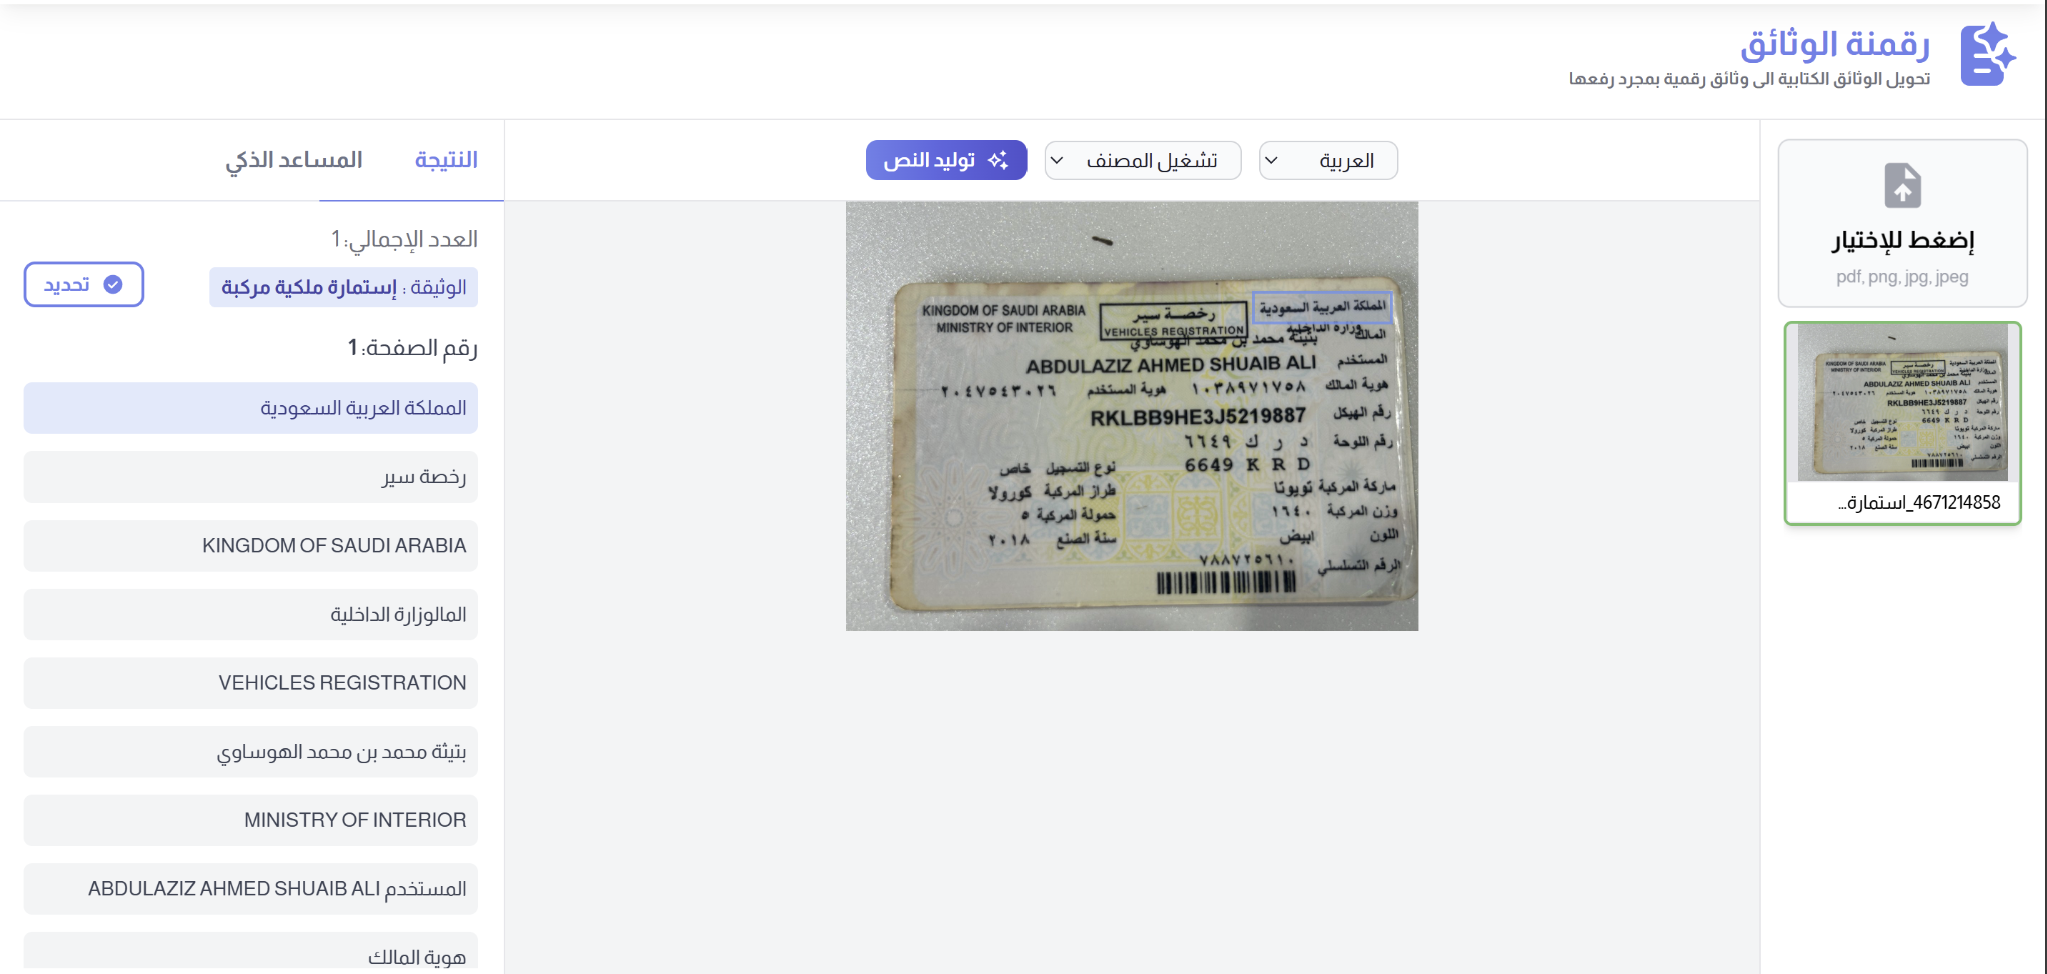 رقمنة الوثائق
تحويل الوثائق الكتابية الى وثائق رقمية بمجرد رفعها
إضغط للإختيار
pdf, png, jpg, jpeg
4671214858_استمارة...
العربية
تشغيل المصنف
توليد النص
المملكة العربية السعودية
رخصة سير
KINGDOM OF SAUDI ARABIA
وزارة الداخلية
VEHICLES REGISTRATION
MINISTRY OF INTERIOR
المالك
محمد بن محمد الهوساوي
المستخدم
ABDULAZIZ AHMED SHUAIB ALI
هوية المالك ١٠٣٨٩٧١٧٥٨ هوية المستخدم ٢٠٤٧٥٤٣٠٢٦
رقم الهيكل RKLBB9HE3J5219887
رقم اللوحة د ر ك ٦٦٤٩
6649 K R D
نوع التسجيل خاص
ماركة المركبة تويوتا طراز المركبة كورولا
وزن المركبة ١٦٤٠ حمولة المركبة ٥
اللون ابيض سنة الصنع ٢٠١٨
الرقم التسلسلي ٧٨٨٧٢٥٦١٠
النتيجة
المساعد الذكي
العدد الإجمالي: 1
الوثيقة : إستمارة ملكية مركبة
تحديد
رقم الصفحة: 1
المملكة العربية السعودية
رخصة سير
KINGDOM OF SAUDI ARABIA
المالوزارة الداخلية
VEHICLES REGISTRATION
بتيثة محمد بن محمد الهوساوي
MINISTRY OF INTERIOR
المستخدم ABDULAZIZ AHMED SHUAIB ALI
هوية المالك